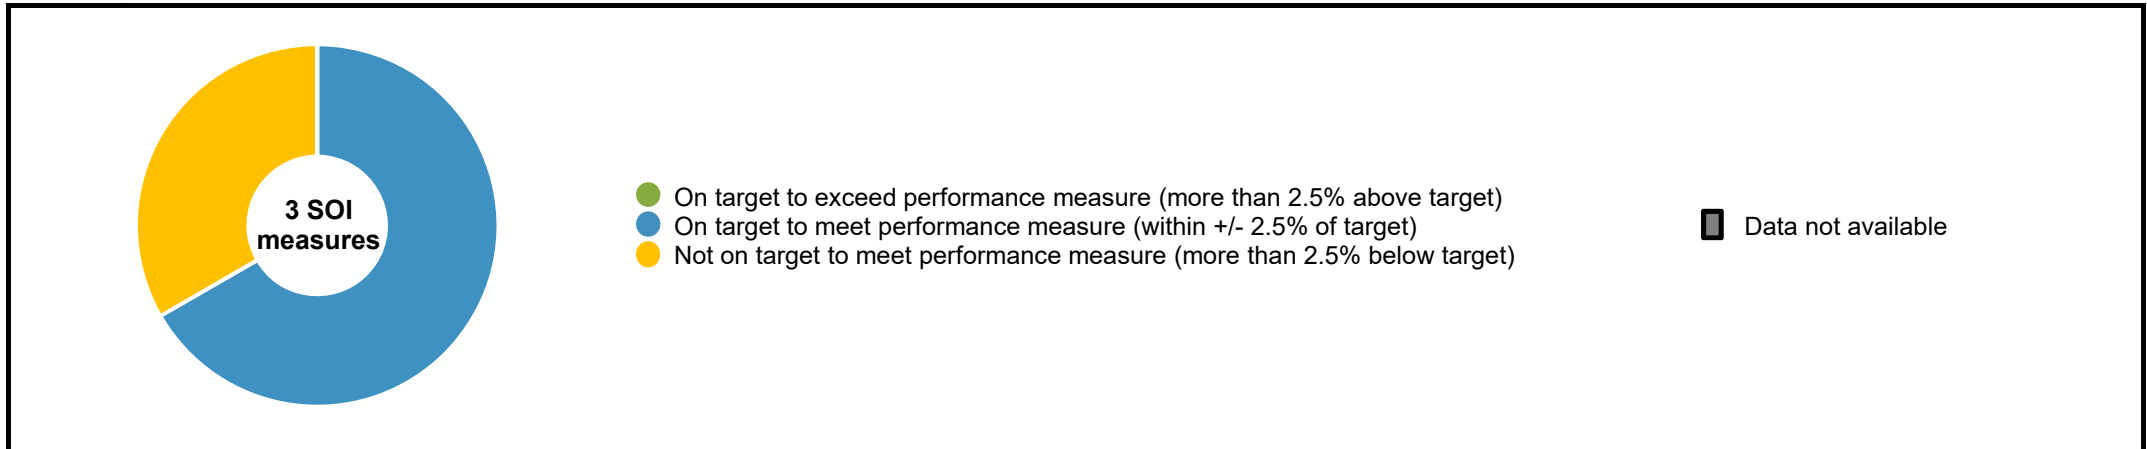 3 SOI
measures
On target to exceed performance measure (more than 2.5% above target)
On target to meet performance measure (within +/- 2.5% of target)
Not on target to meet performance measure (more than 2.5% below target)
Data not available